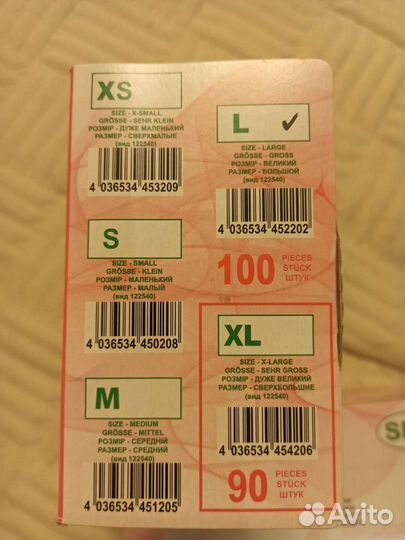 XS
SIZE - X-SMALL
GRÖSSE - SEHR KLEIN
РОЗМІР - ДУЖЕ МАЛЕНЬКИЙ
РАЗМЕР - СВЕРХМАЛЫЕ
(вид 122540)
4 036534 453209
S
SIZE - SMALL
GRÖSSE - KLEIN
РОЗМІР - МАЛЕНЬКИЙ
РАЗМЕР - МАЛЫЙ
(вид 122540)
4 036534 450208
M
SIZE - MEDIUM
GRÖSSE - MITTEL
РОЗМІР - СЕРЕДНІЙ
РАЗМЕР - СРЕДНИЙ
(вид 122540)
4 036534 451205
L ✓
SIZE - LARGE
GRÖSSE - GROSS
РОЗМІР - ВЕЛИКИЙ
РАЗМЕР - БОЛЬШОЙ
(вид 122540)
4 036534 452202
100 PIECES
STÜCK
ШТУК
XL
SIZE - X-LARGE
GRÖSSE - SEHR GROSS
РОЗМІР - ДУЖЕ ВЕЛИКИЙ
РАЗМЕР - СВЕРХБОЛЬШИЕ
(вид 122540)
4 036534 454206
90 PIECES
STÜCK
ШТУК
Avito